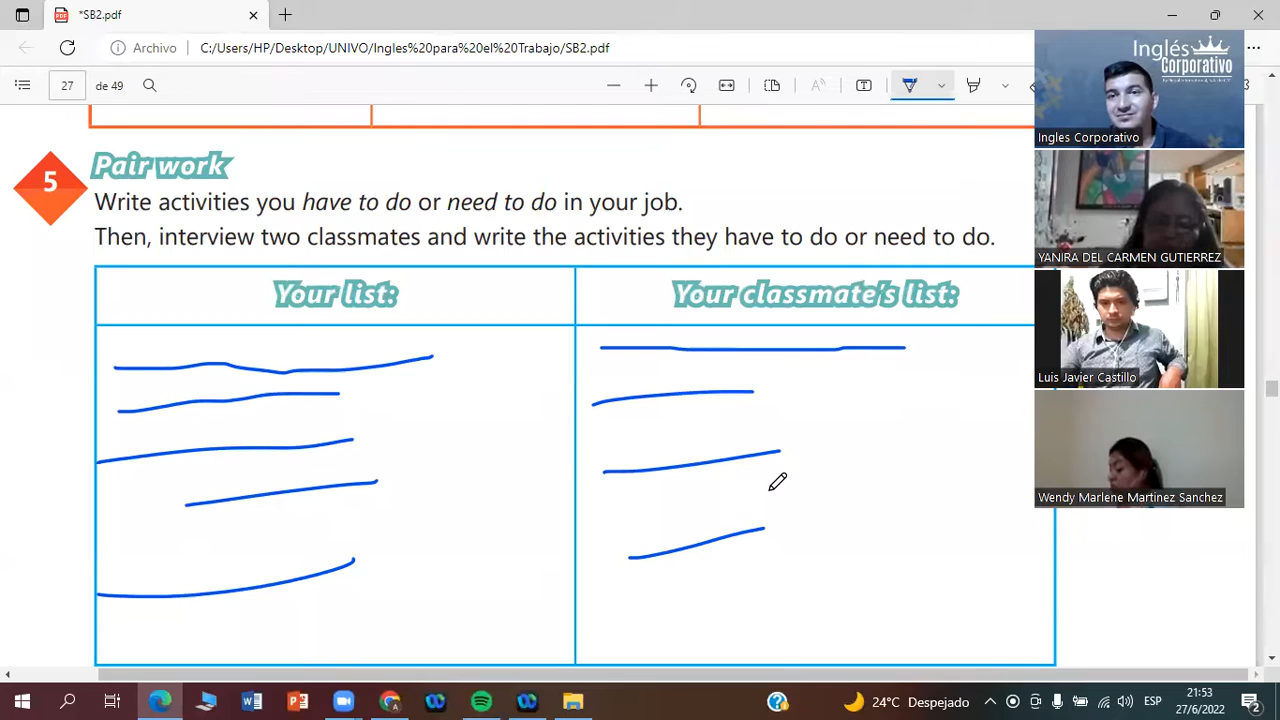 *SB2.pdf
Archivo
C:/Users/HP/Desktop/UNIVO/Ingles%20para%20el%20Trabajo/SB2.pdf
27 de 49
5
Pair work
Write activities you have to do or need to do in your job.
Then, interview two classmates and write the activities they have to do or need to do.
Your list:
Your classmate's list:
Inglés
Corporativo
Ingles Corporativo
YANIRA DEL CARMEN GUTIERREZ
Luis Javier Castillo
Wendy Marlene Martinez Sanchez
24°C Despejado
ESP
21:53
27/6/2022
2